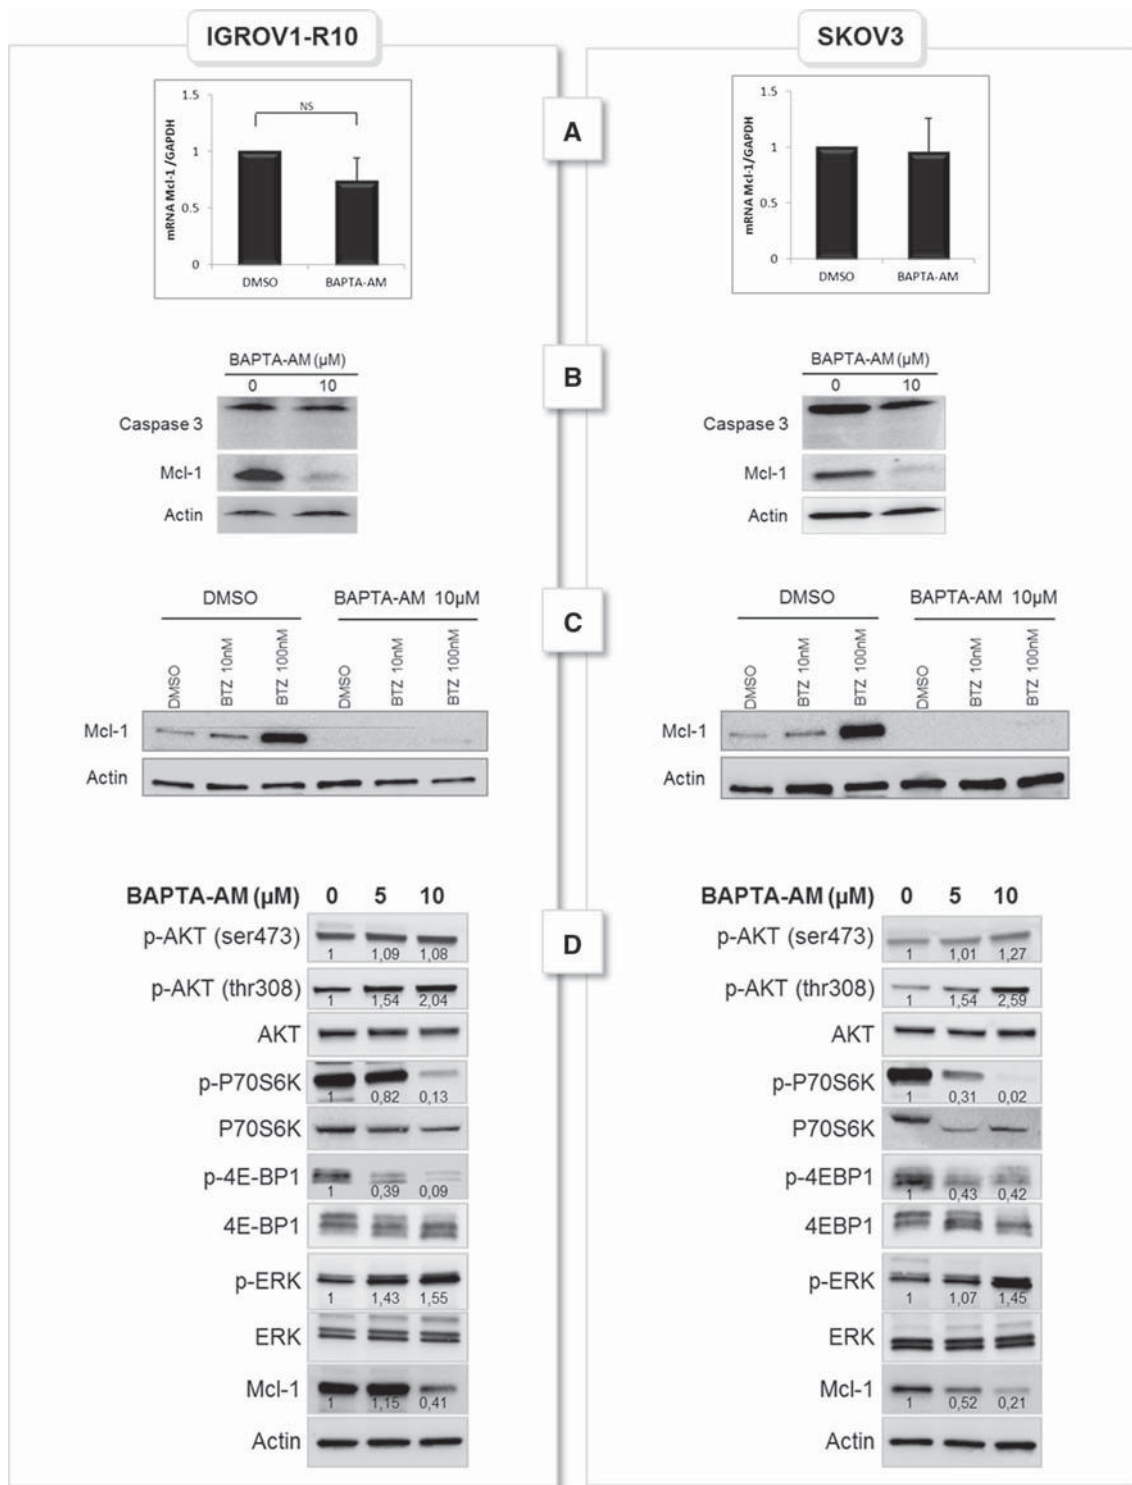 IGROV1-R10
SKOV3
A
mRNA Mcl-1/GAPDH
1.5
1
0.5
0
NS
DMSO
BAPTA-AM
mRNA Mcl-1/GAPDH
1.5
1
0.5
0
DMSO
BAPTA-AM
B
BAPTA-AM (µM)
0 10
Caspase 3
Mcl-1
Actin
BAPTA-AM (µM)
0 10
Caspase 3
Mcl-1
Actin
C
DMSO BAPTA-AM 10µM
DMSO BTZ 10nM BTZ 100nM DMSO BTZ 10nM BTZ 100nM
Mcl-1
Actin
DMSO BAPTA-AM 10µM
DMSO BTZ 10nM BTZ 100nM DMSO BTZ 10nM BTZ 100nM
Mcl-1
Actin
D
BAPTA-AM (µM) 0 5 10
p-AKT (ser473)
1 1,09 1,08
p-AKT (thr308)
1 1,54 2,04
AKT
p-P70S6K
1 0,82 0,13
P70S6K
p-4E-BP1
1 0,39 0,09
4E-BP1
p-ERK
1 1,43 1,55
ERK
Mcl-1
1 1,15 0,41
Actin
BAPTA-AM (µM) 0 5 10
p-AKT (ser473)
1 1,01 1,27
p-AKT (thr308)
1 1,54 2,59
AKT
p-P70S6K
1 0,31 0,02
P70S6K
p-4EBP1
1 0,43 0,42
4EBP1
p-ERK
1 1,07 1,45
ERK
Mcl-1
1 0,52 0,21
Actin